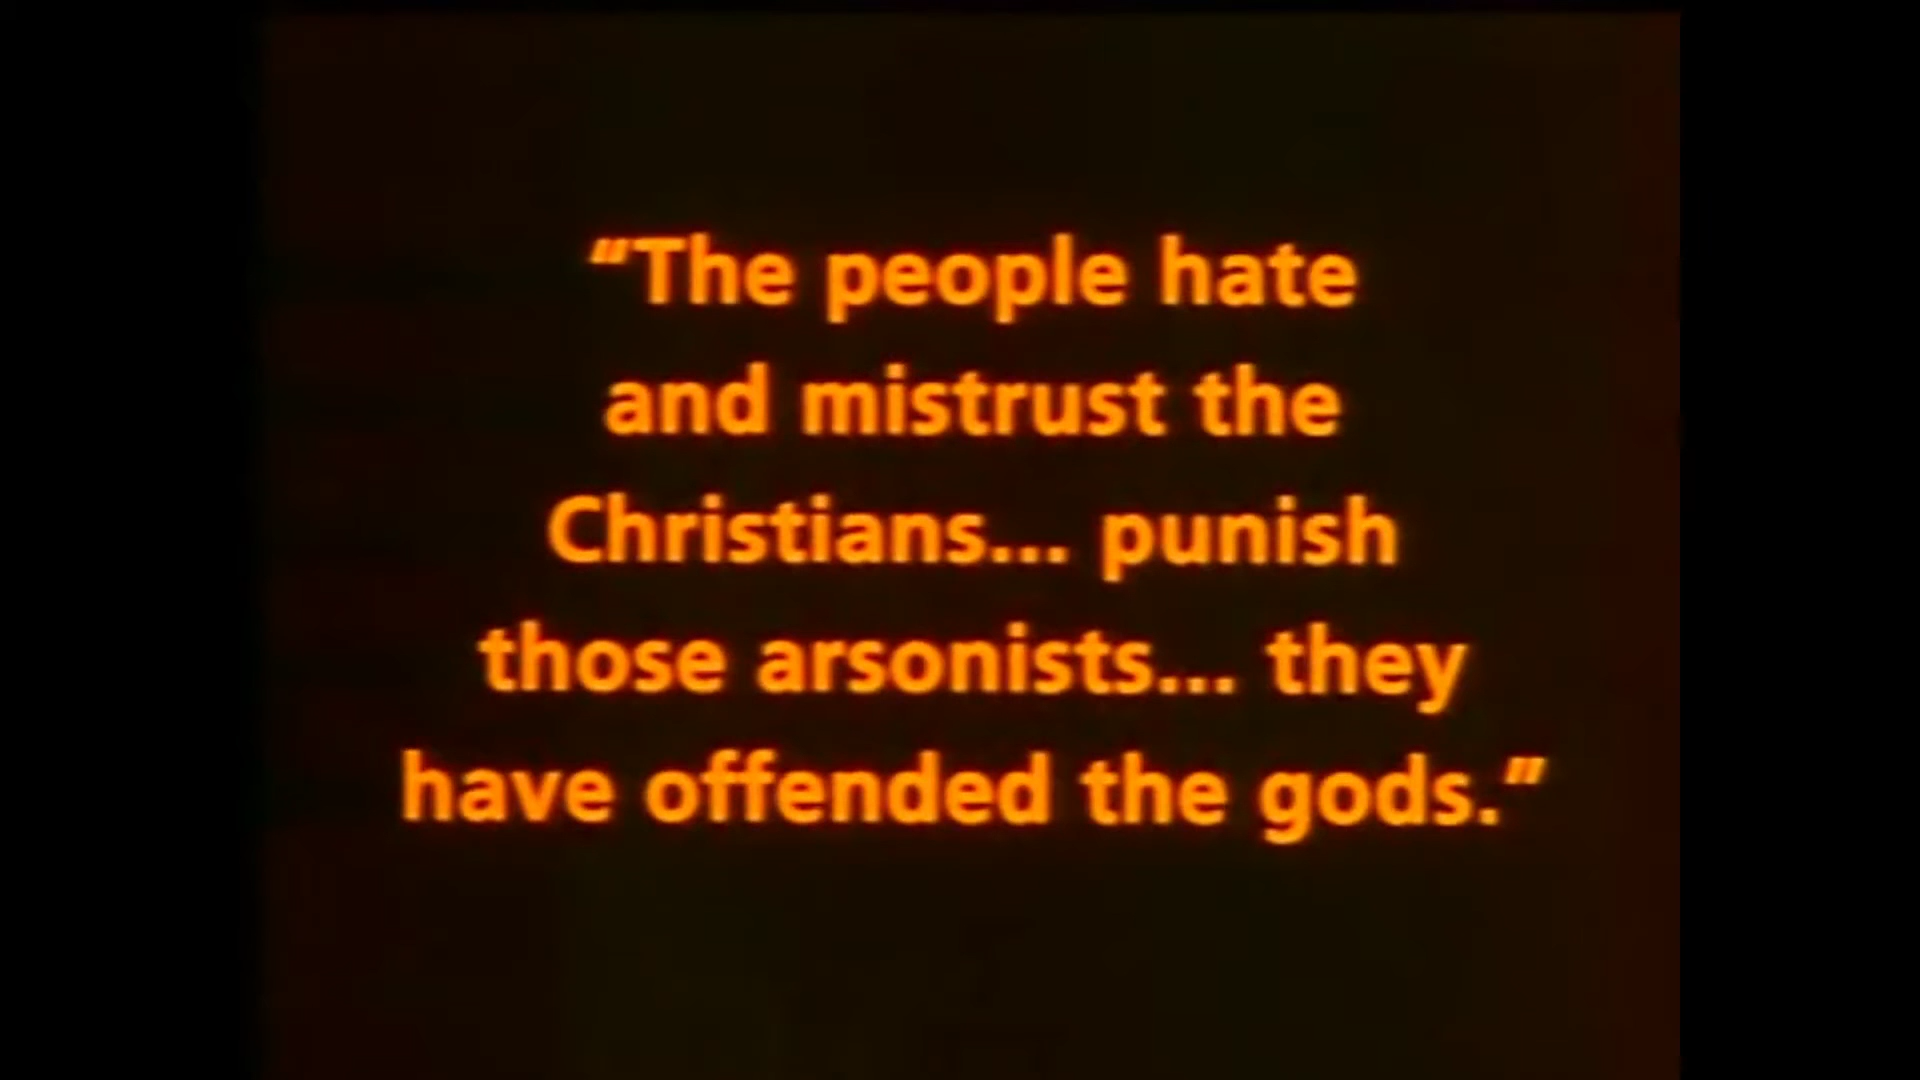 “The people hate
and mistrust the
Christians... punish
those arsonists... they
have offended the gods.”